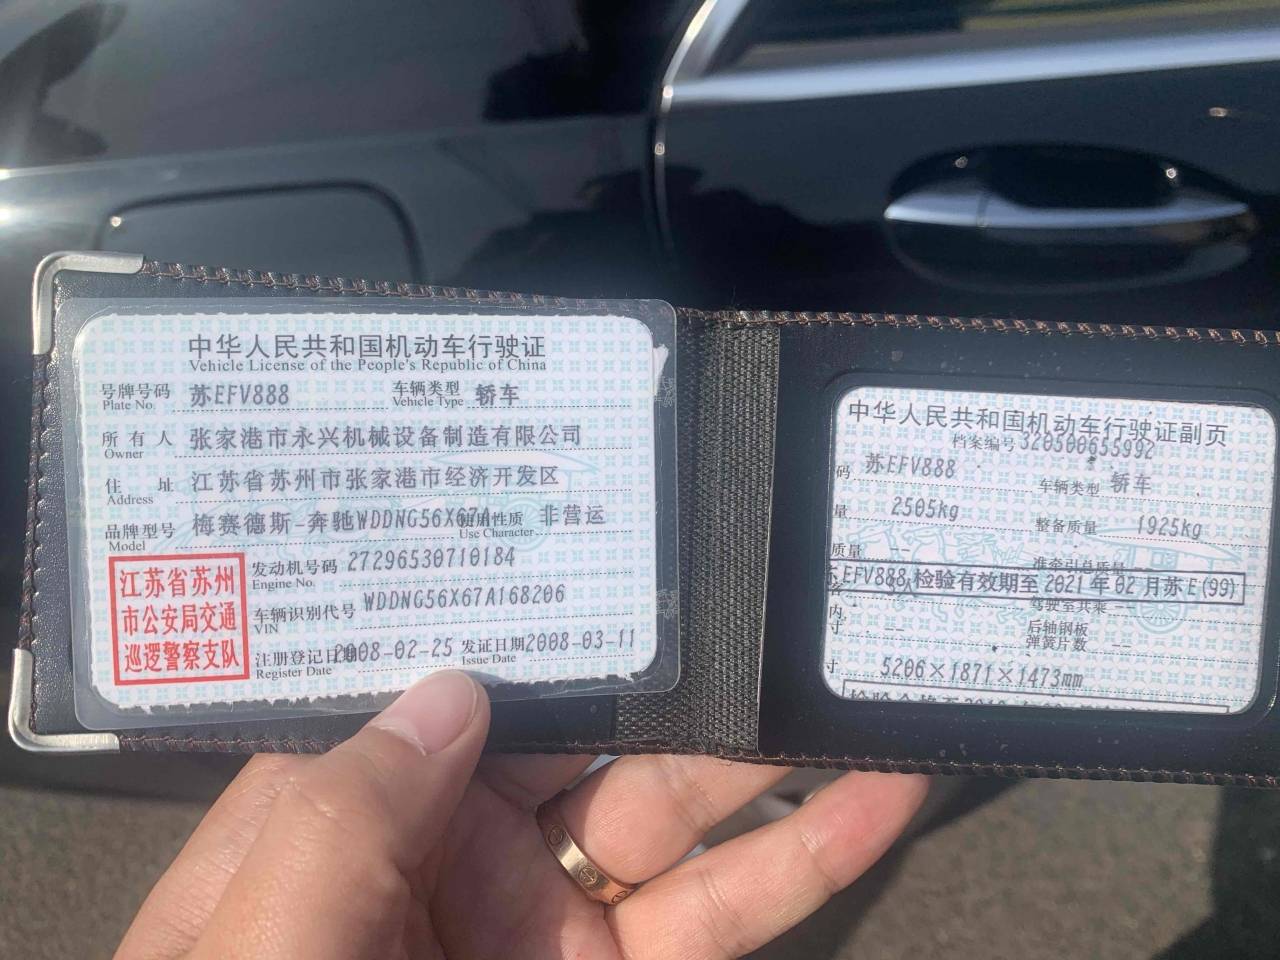 中华人民共和国机动车行驶证
Vehicle License of the People's Republic of China
号牌号码 苏EFV888 车辆类型 轿车
Plate No. Vehicle Type
所有人 张家港市永兴机械设备制造有限公司
Owner
住址 江苏省苏州市张家港市经济开发区
Address
品牌型号 梅赛德斯-奔驰WDDNG56X67A 使用性质 非营运
Model Use Character
江苏省苏州
市公安局交通
巡逻警察支队
发动机号码 27296530710184
Engine No.
车辆识别代号 WDDNG56X67A168206
VIN
注册登记日期 2008-02-25 发证日期 2008-03-11
Register Date Issue Date
中华人民共和国机动车行驶证副页
档案编号 320500655992
码 苏EFV888 车辆类型 轿车
量 2505kg 整备质量 1925kg
质量 -- 准牵引总质量 --
苏EFV888 检验有效期至 2021 年 02 月苏 E(99)
驾驶室共乘 --
内
寸 -- 后轴钢板
弹簧片数 --
寸 5206×1871×1473mm